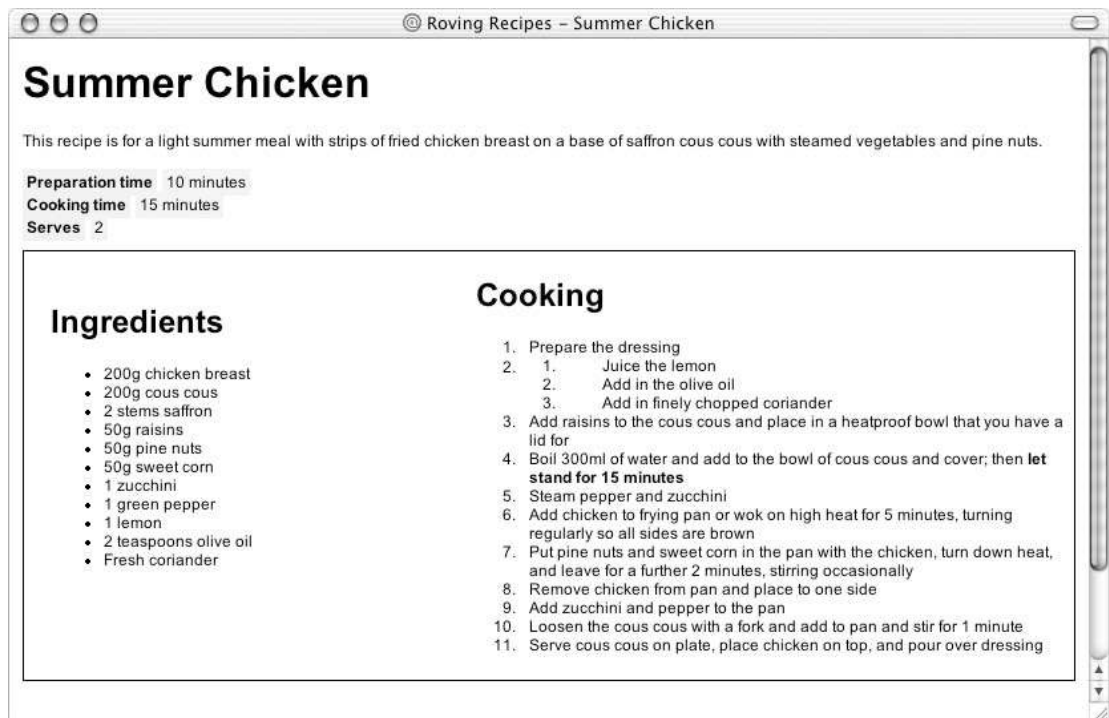 Roving Recipes – Summer Chicken
Summer Chicken
This recipe is for a light summer meal with strips of fried chicken breast on a base of saffron cous cous with steamed vegetables and pine nuts.
Preparation time 10 minutes
Cooking time 15 minutes
Serves 2
Ingredients
• 200g chicken breast
• 200g cous cous
• 2 stems saffron
• 50g raisins
• 50g pine nuts
• 50g sweet corn
• 1 zucchini
• 1 green pepper
• 1 lemon
• 2 teaspoons olive oil
• Fresh coriander
Cooking
1. Prepare the dressing
2. 1. Juice the lemon
2. Add in the olive oil
3. Add in finely chopped coriander
3. Add raisins to the cous cous and place in a heatproof bowl that you have a
lid for
4. Boil 300ml of water and add to the bowl of cous cous and cover; then let
stand for 15 minutes
5. Steam pepper and zucchini
6. Add chicken to frying pan or wok on high heat for 5 minutes, turning
regularly so all sides are brown
7. Put pine nuts and sweet corn in the pan with the chicken, turn down heat,
and leave for a further 2 minutes, stirring occasionally
8. Remove chicken from pan and place to one side
9. Add zucchini and pepper to the pan
10. Loosen the cous cous with a fork and add to pan and stir for 1 minute
11. Serve cous cous on plate, place chicken on top, and pour over dressing